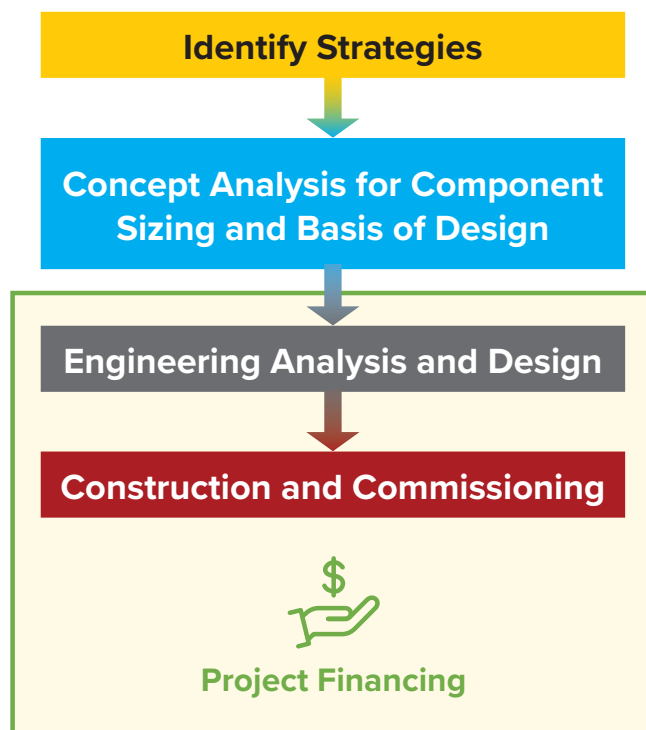 Identify Strategies
Concept Analysis for Component
Sizing and Basis of Design
Engineering Analysis and Design
Construction and Commissioning
$
Project Financing